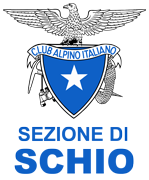 CLUB ALPINO ITALIANO
SEZIONE DI
SCHIO